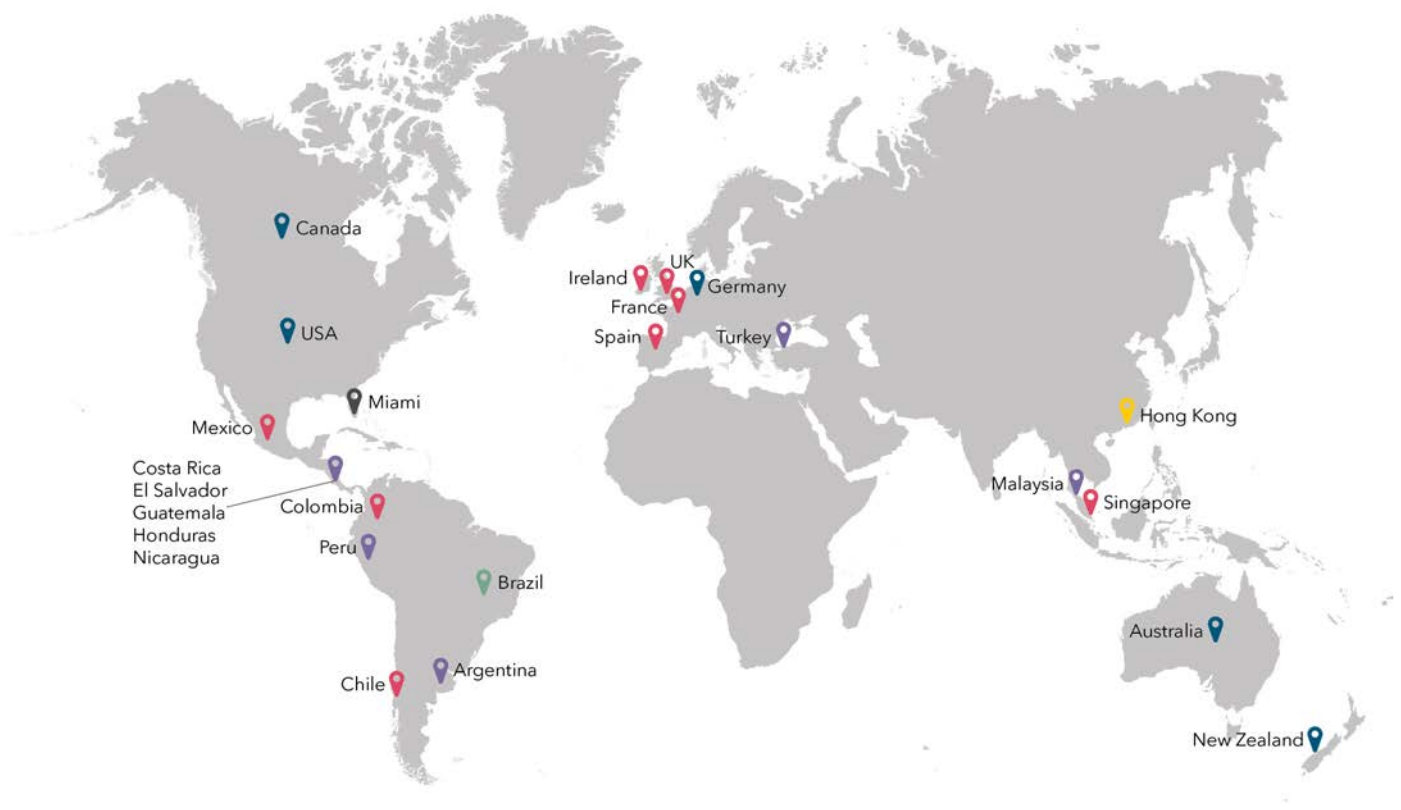 Canada
USA
Miami
Mexico
Costa Rica
El Salvador
Guatemala
Honduras
Nicaragua
Colombia
Peru
Brazil
Argentina
Chile
UK
Ireland
Germany
France
Spain
Turkey
Hong Kong
Malaysia
Singapore
Australia
New Zealand